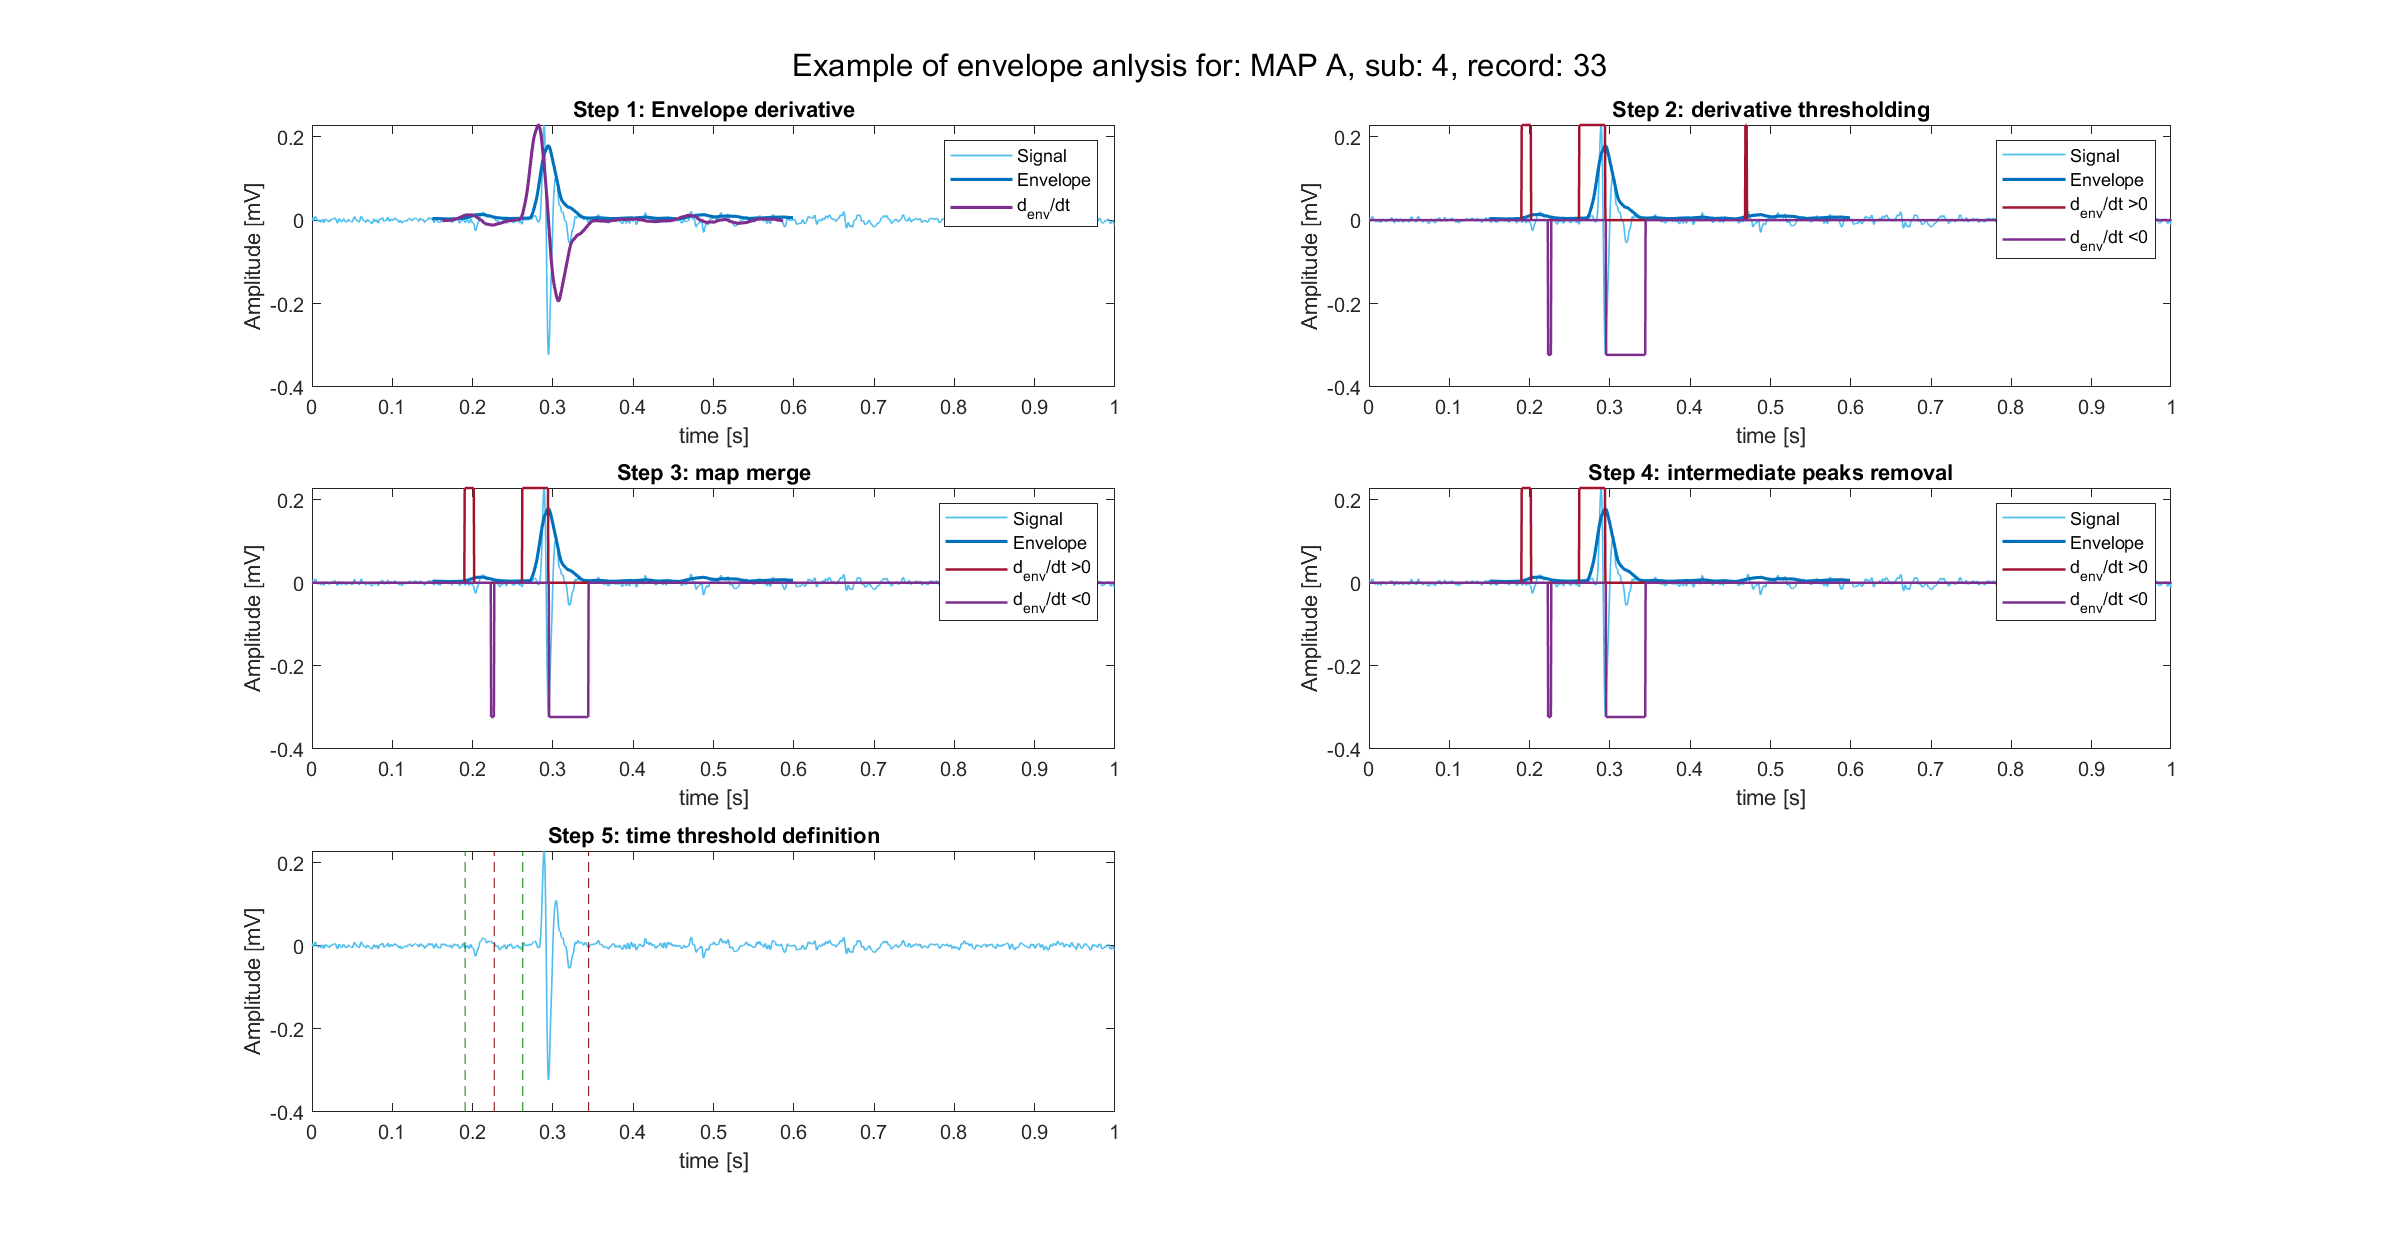 Example of envelope anlysis for: MAP A, sub: 4, record: 33
Step 1: Envelope derivative
0.2
0
-0.2
-0.4
Amplitude [mV]
0 0.1 0.2 0.3 0.4 0.5 0.6 0.7 0.8 0.9 1
time [s]
Signal
Envelope
d_env/dt
Step 2: derivative thresholding
0.2
0
-0.2
-0.4
Amplitude [mV]
0 0.1 0.2 0.3 0.4 0.5 0.6 0.7 0.8 0.9 1
time [s]
Signal
Envelope
d_env/dt >0
d_env/dt <0
Step 3: map merge
0.2
0
-0.2
-0.4
Amplitude [mV]
0 0.1 0.2 0.3 0.4 0.5 0.6 0.7 0.8 0.9 1
time [s]
Signal
Envelope
d_env/dt >0
d_env/dt <0
Step 4: intermediate peaks removal
0.2
0
-0.2
-0.4
Amplitude [mV]
0 0.1 0.2 0.3 0.4 0.5 0.6 0.7 0.8 0.9 1
time [s]
Signal
Envelope
d_env/dt >0
d_env/dt <0
Step 5: time threshold definition
0.2
0
-0.2
-0.4
Amplitude [mV]
0 0.1 0.2 0.3 0.4 0.5 0.6 0.7 0.8 0.9 1
time [s]